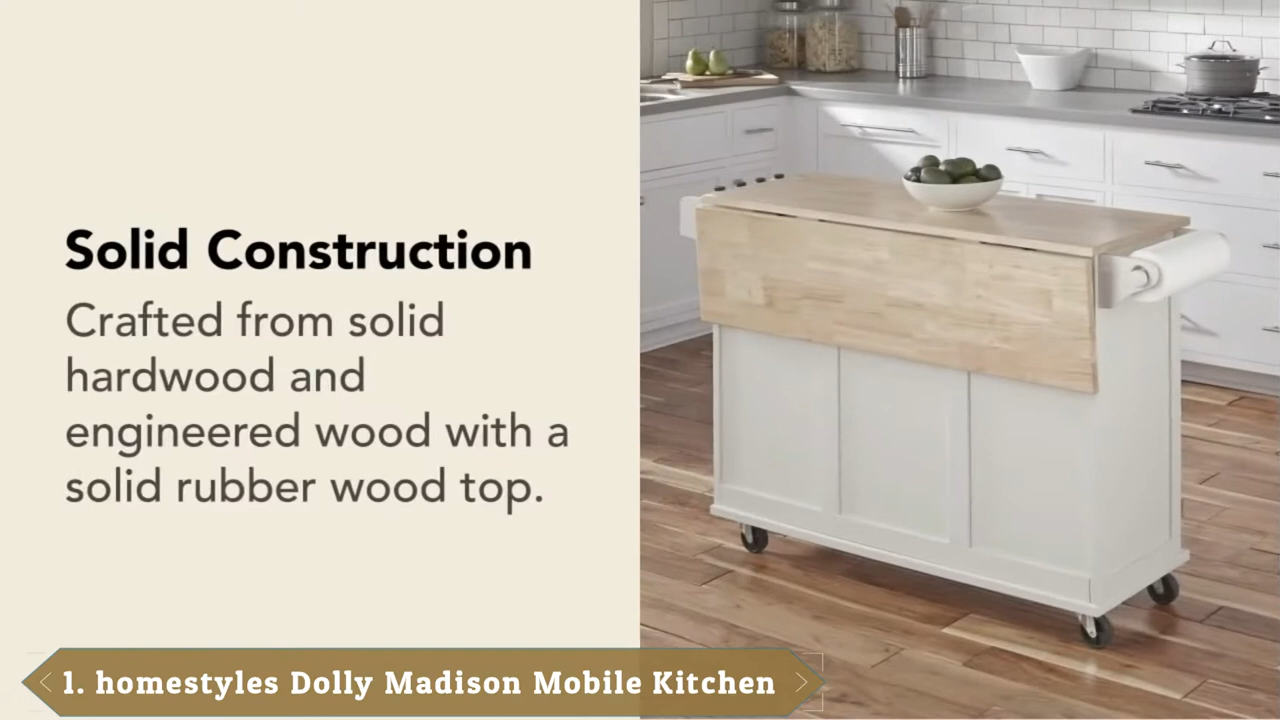 Solid Construction
Crafted from solid
hardwood and
engineered wood with a
solid rubber wood top.
1. homestyles Dolly Madison Mobile Kitchen